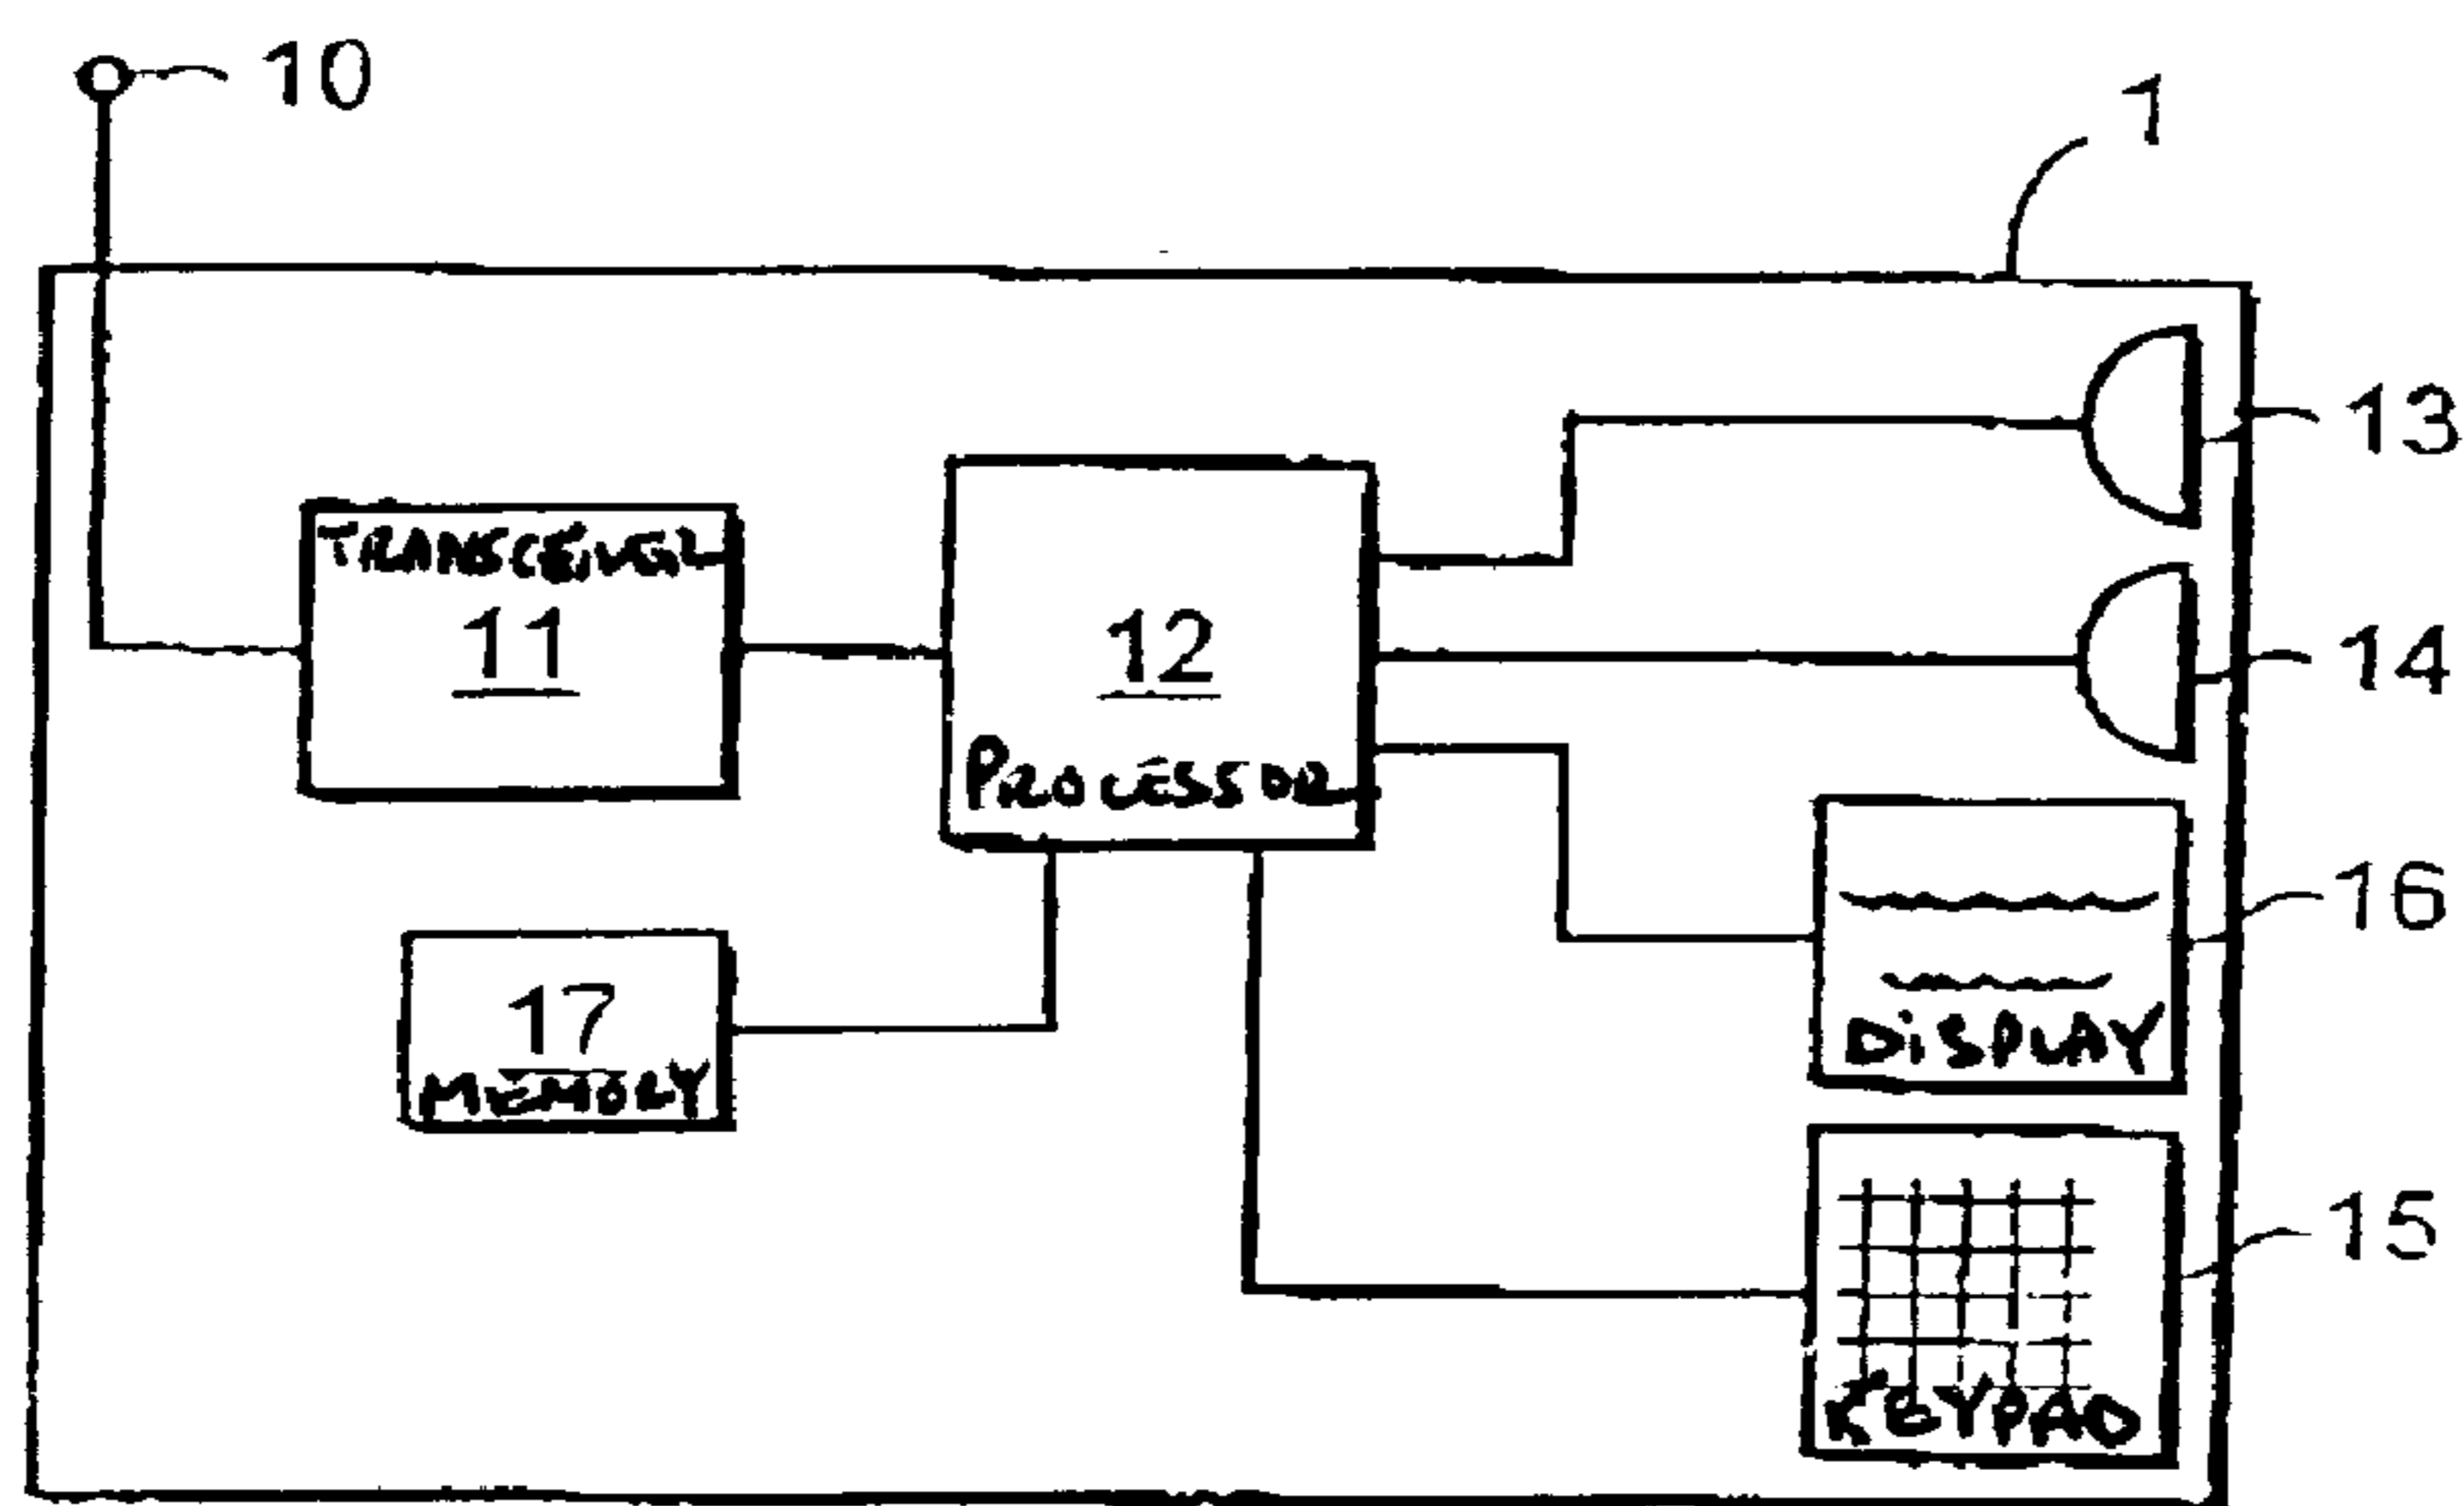 10
1
13
TRANSCEIVER
11
12
14
PROCESSOR
16
17
MEMORY
DiSPLAY
15
KEYPAD